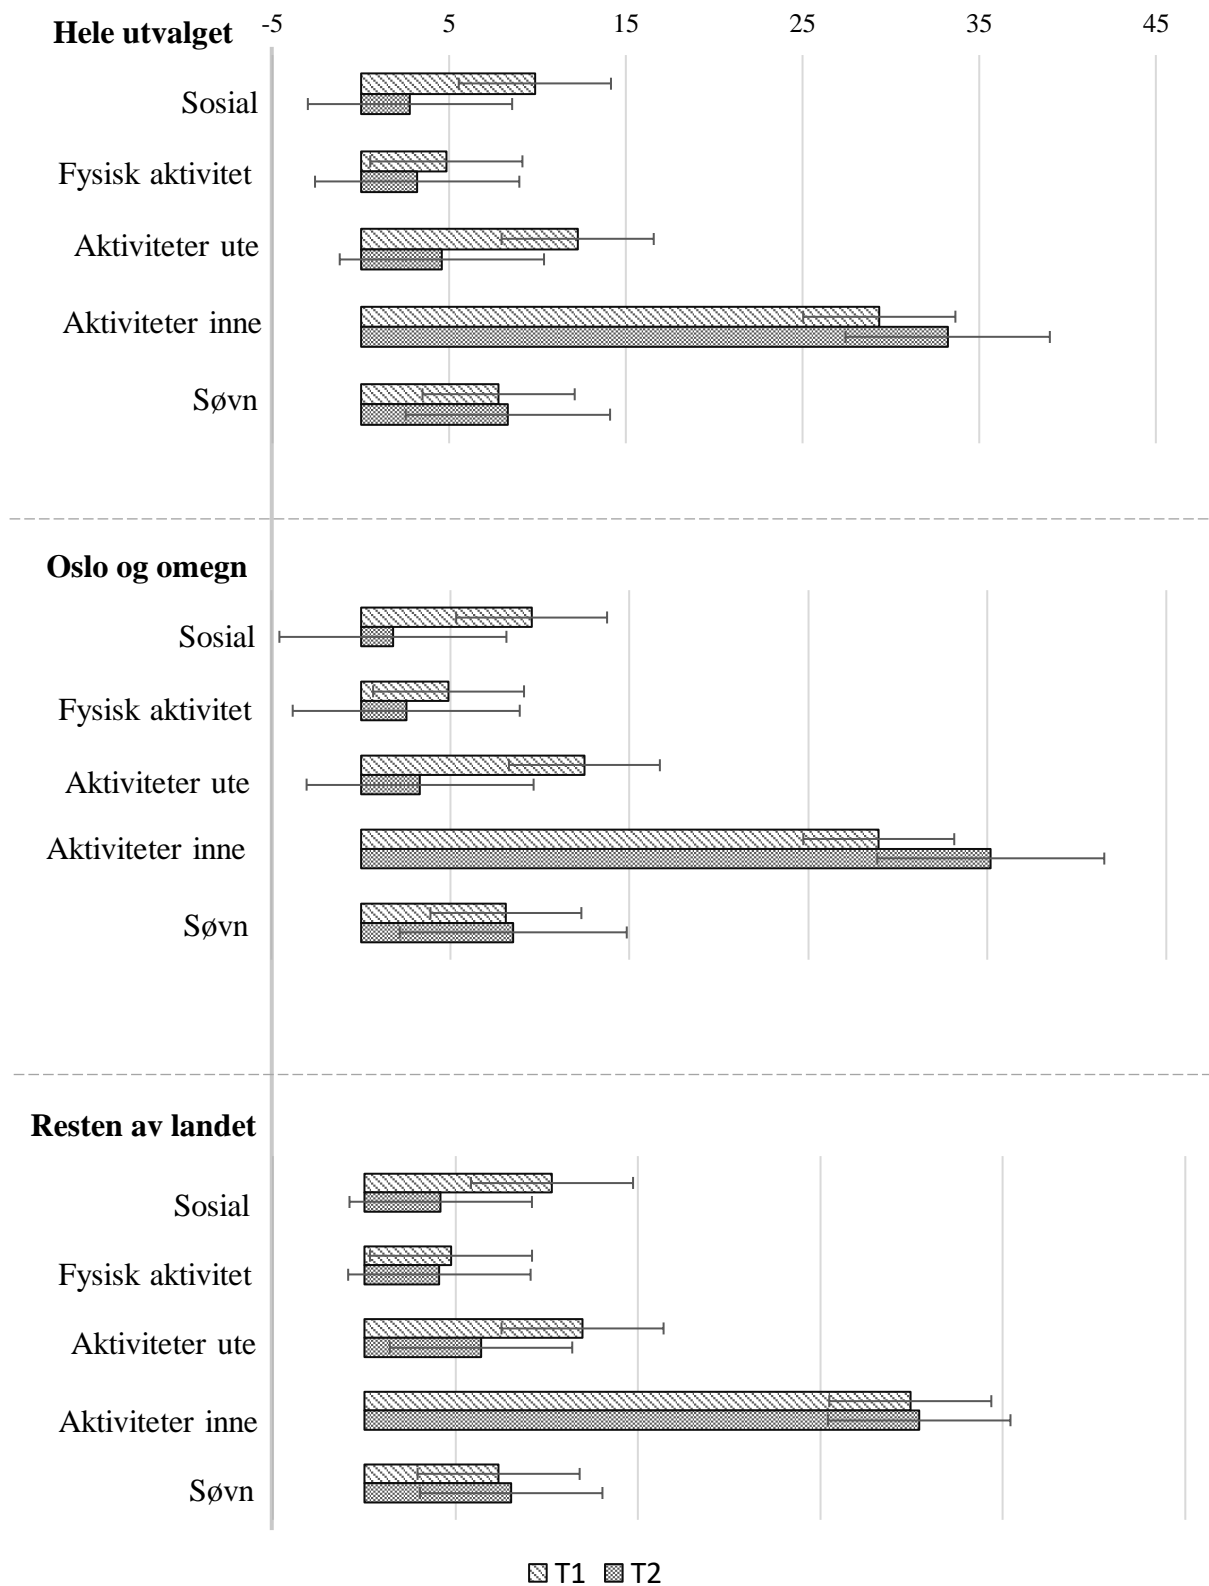 Hele utvalget -5 5 15 25 35 45
Sosial
Fysisk aktivitet
Aktiviteter ute
Aktiviteter inne
Søvn
Oslo og omegn
Sosial
Fysisk aktivitet
Aktiviteter ute
Aktiviteter inne
Søvn
Resten av landet
Sosial
Fysisk aktivitet
Aktiviteter ute
Aktiviteter inne
Søvn
T1 T2